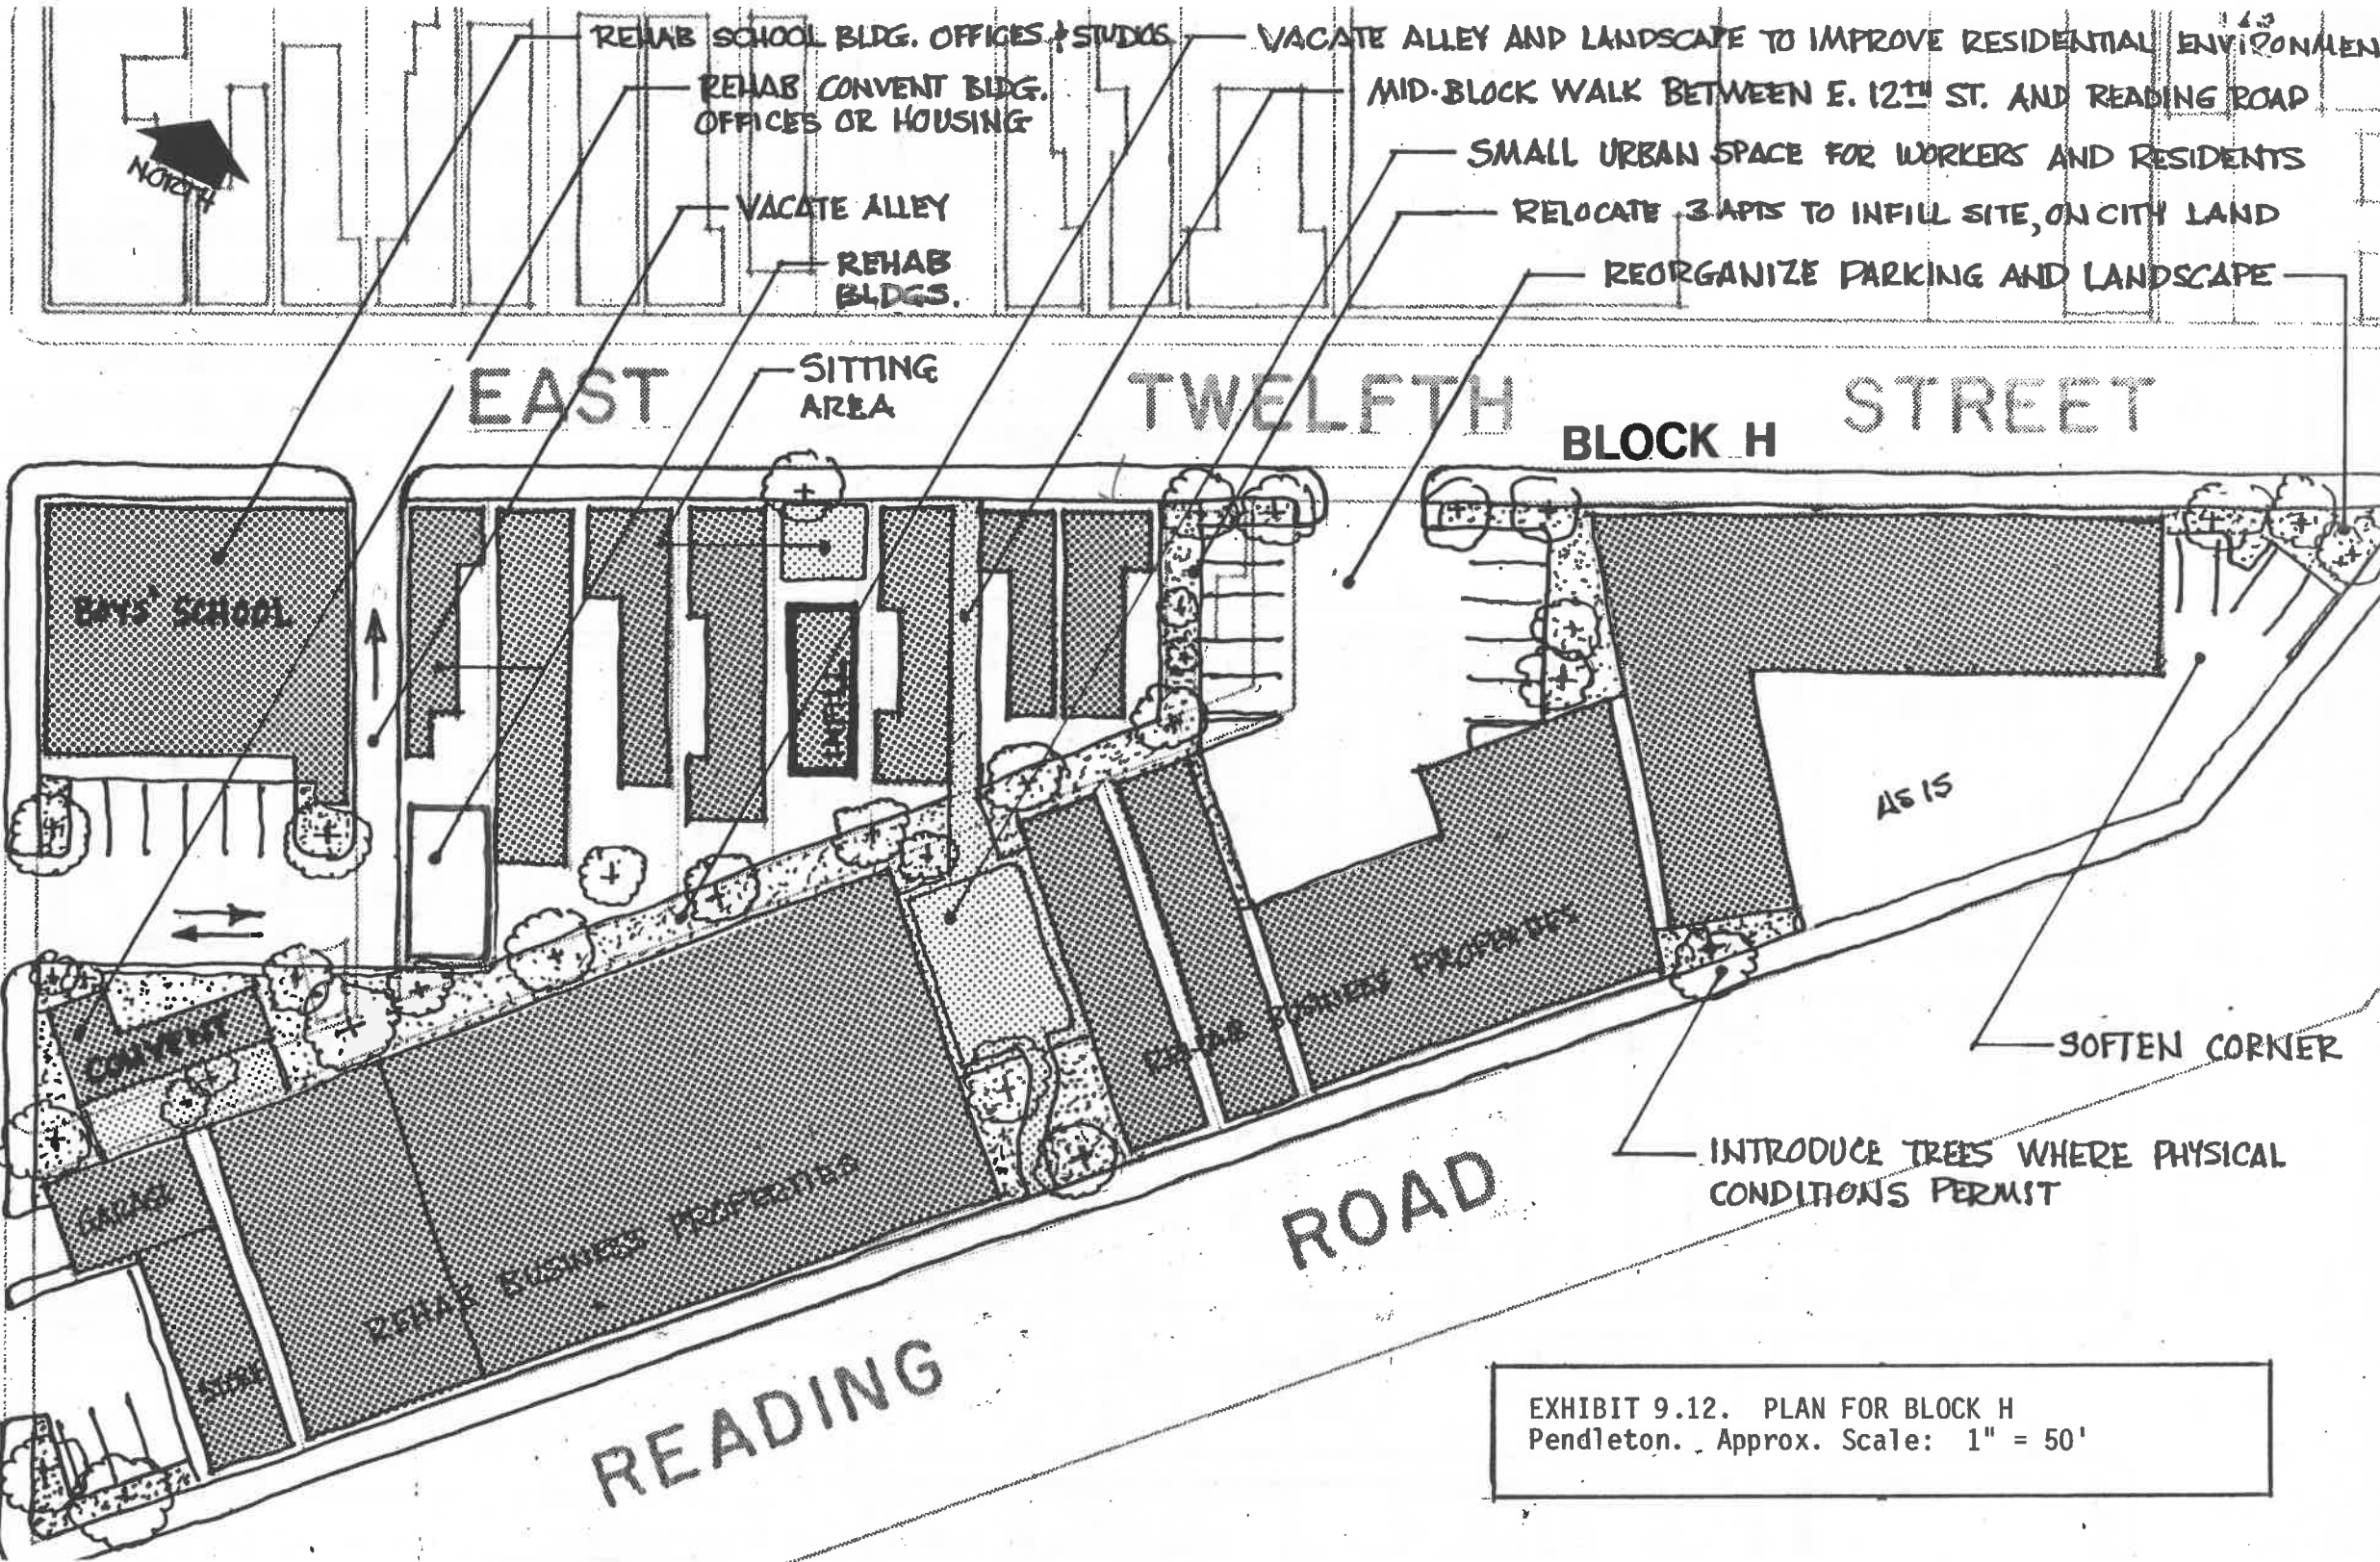 REHAB SCHOOL BLDG. OFFICES & STUDOS
VACATE ALLEY AND LANDSCAPE TO IMPROVE RESIDENTIAL ENVIRONMEN
REHAB CONVENT BLDG.
OFFICES OR HOUSING
MID-BLOCK WALK BETWEEN E. 12TH ST. AND READING ROAD
SMALL URBAN SPACE FOR WORKERS AND RESIDENTS
NORTH
VACATE ALLEY
RELOCATE 3 APTS TO INFILL SITE, ON CITY LAND
REHAB
BLDGS.
REORGANIZE PARKING AND LANDSCAPE
SITTING
AREA
EAST TWELFTH STREET
BLOCK H
BOYS' SCHOOL
INFILL
AS IS
CONVENT
REHAB BUSINESS PROPERTIES
SOFTEN CORNER
GARAGE
INTRODUCE TREES WHERE PHYSICAL
CONDITIONS PERMIT
REHAB BUSINESS PROPERTIES
STORE
READING ROAD
EXHIBIT 9.12. PLAN FOR BLOCK H
Pendleton. Approx. Scale: 1" = 50'